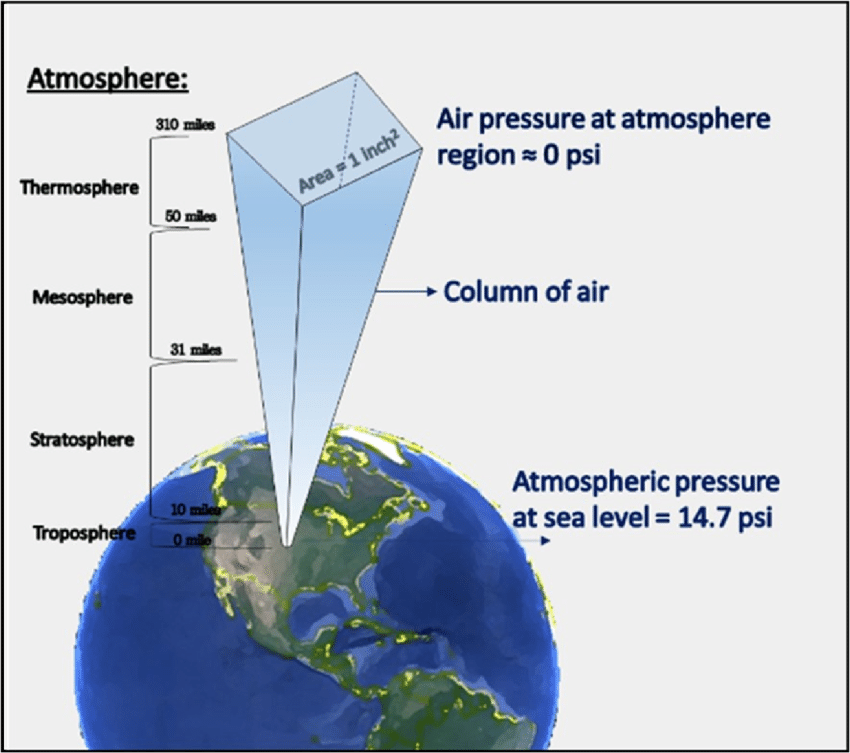 Atmosphere:
310 miles
Thermosphere
50 miles
Mesosphere
31 miles
Stratosphere
10 miles
Troposphere
0 mile
Area = 1 inch²
Air pressure at atmosphere
region ≈ 0 psi
Column of air
Atmospheric pressure
at sea level = 14.7 psi